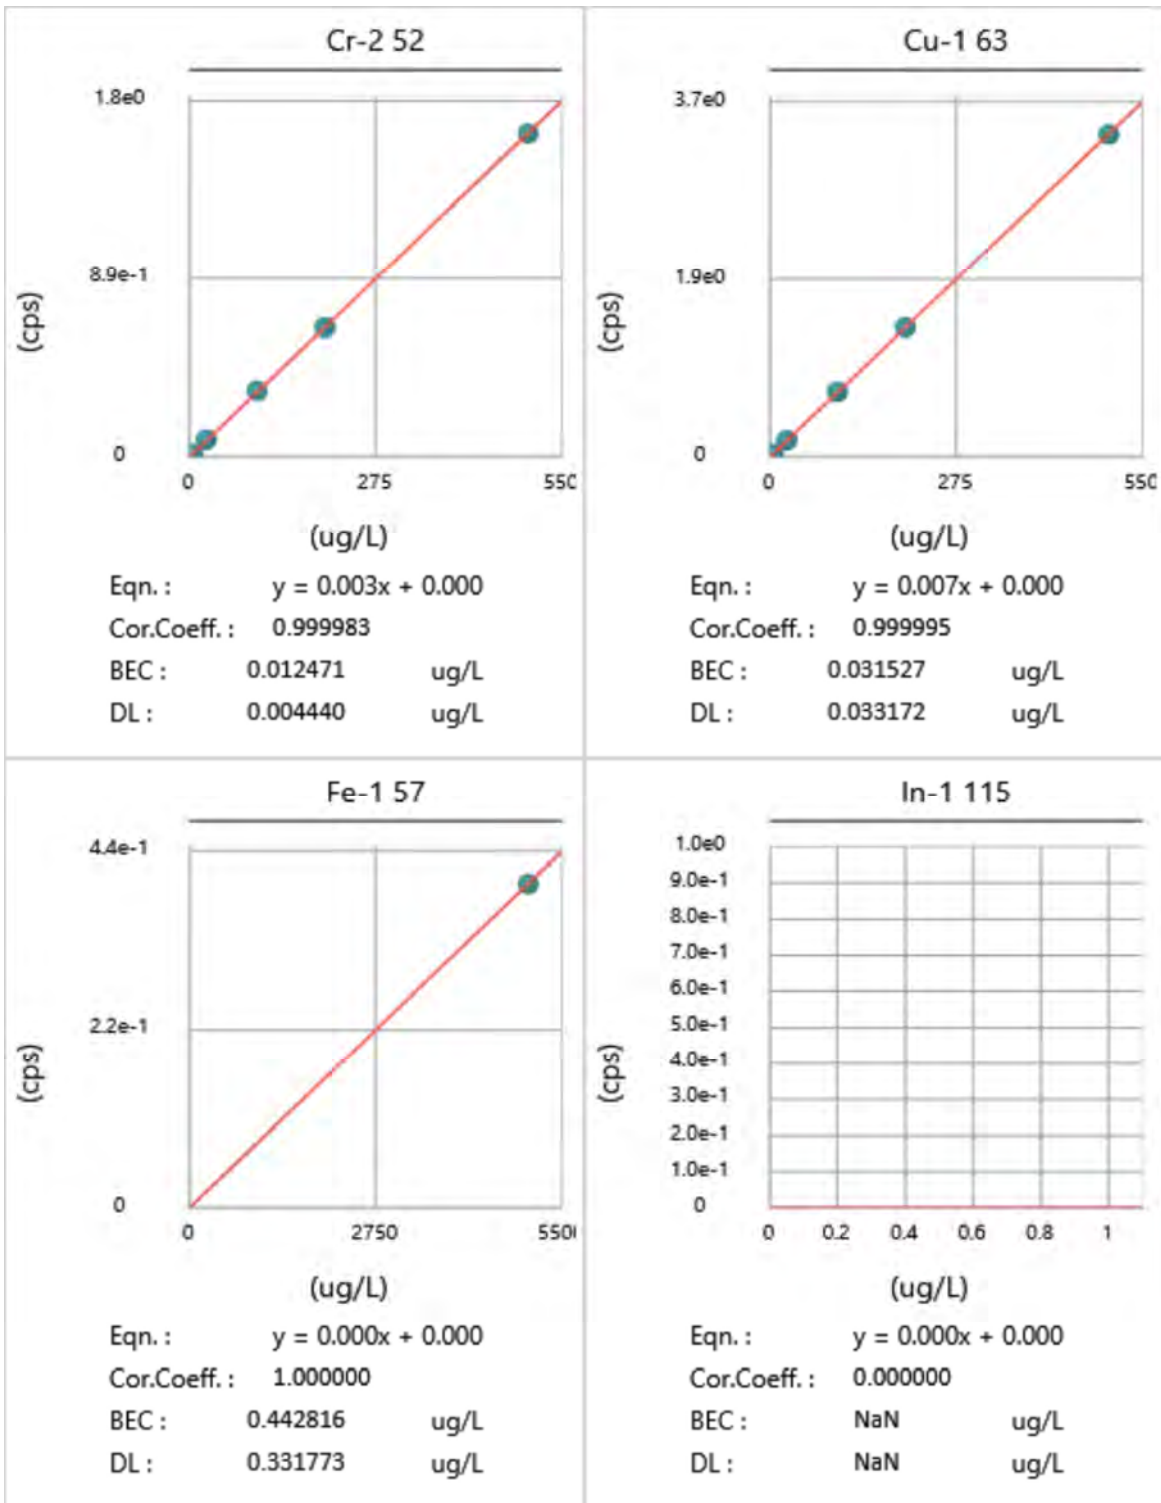 Cr-2 52
1.8e0
8.9e-1
0
(cps)
0 275 550
(ug/L)
Eqn. : y = 0.003x + 0.000
Cor.Coeff. : 0.999983
BEC : 0.012471 ug/L
DL : 0.004440 ug/L
Cu-1 63
3.7e0
1.9e0
0
(cps)
0 275 550
(ug/L)
Eqn. : y = 0.007x + 0.000
Cor.Coeff. : 0.999995
BEC : 0.031527 ug/L
DL : 0.033172 ug/L
Fe-1 57
4.4e-1
2.2e-1
0
(cps)
0 2750 550
(ug/L)
Eqn. : y = 0.000x + 0.000
Cor.Coeff. : 1.000000
BEC : 0.442816 ug/L
DL : 0.331773 ug/L
In-1 115
1.0e0
9.0e-1
8.0e-1
7.0e-1
6.0e-1
5.0e-1
4.0e-1
3.0e-1
2.0e-1
1.0e-1
0
(cps)
0 0.2 0.4 0.6 0.8 1
(ug/L)
Eqn. : y = 0.000x + 0.000
Cor.Coeff. : 0.000000
BEC : NaN ug/L
DL : NaN ug/L